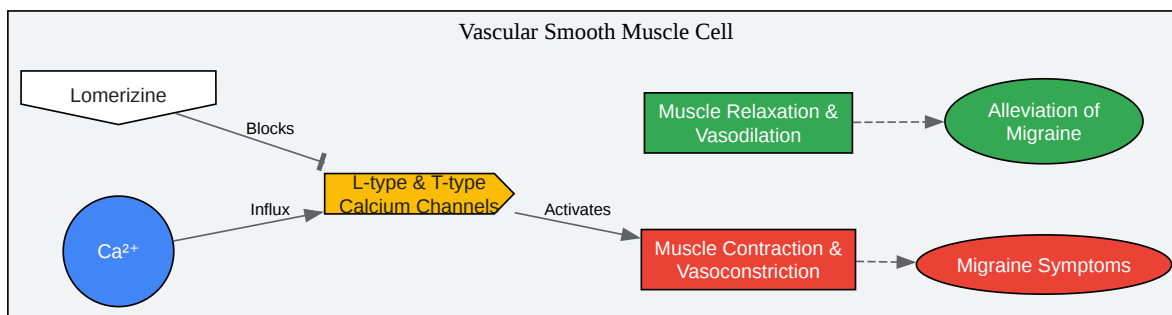 Vascular Smooth Muscle Cell
Lomerizine
Blocks
Ca²⁺
Influx
L-type & T-type
Calcium Channels
Activates
Muscle Relaxation &
Vasodilation
Alleviation of
Migraine
Muscle Contraction &
Vasoconstriction
Migraine Symptoms